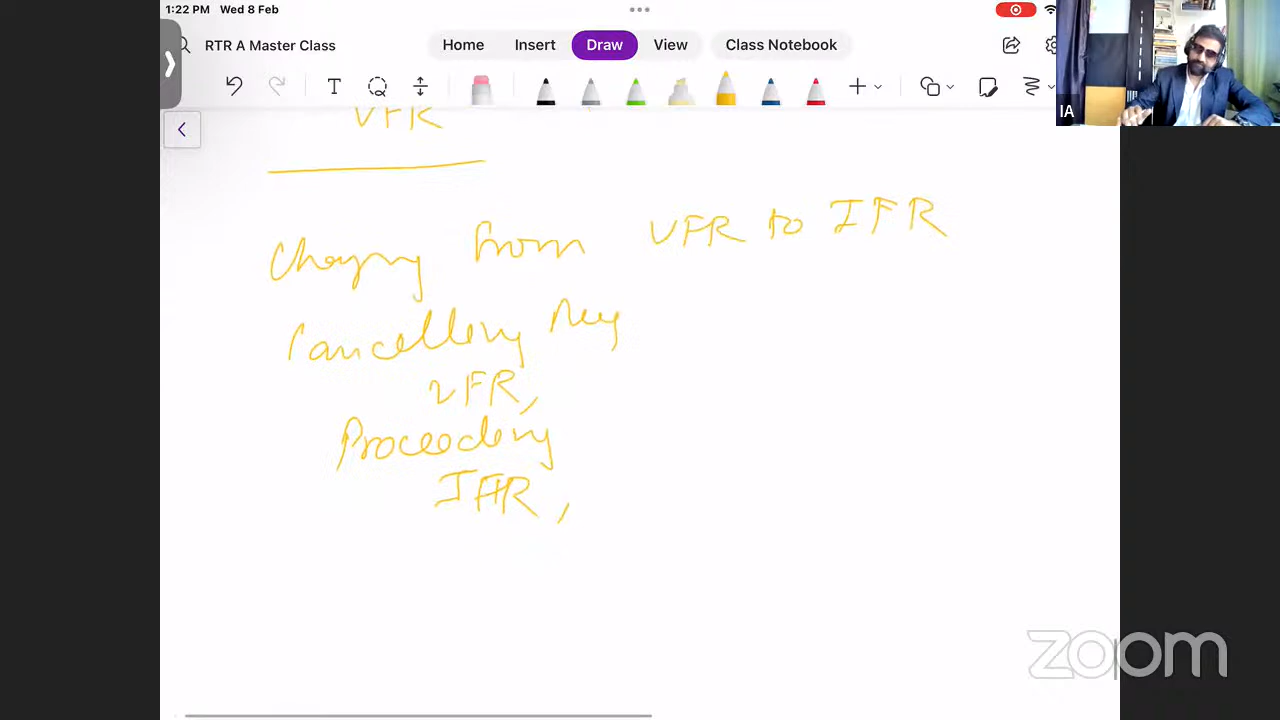 1:22 PM Wed 8 Feb
RTR A Master Class
Home Insert Draw View Class Notebook
T
IA
VFR
Changing from VFR to IFR
Cancelling my
VFR,
Proceeding
IFR,
zoom